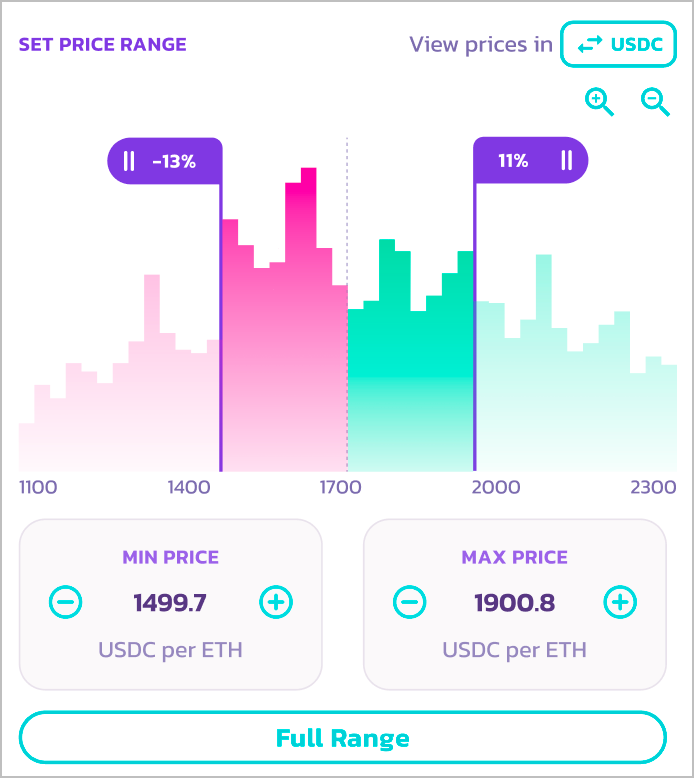 SET PRICE RANGE View prices in USDC
-13% 11%
1100 1400 1700 2000 2300
MIN PRICE MAX PRICE
1499.7 1900.8
USDC per ETH USDC per ETH
Full Range